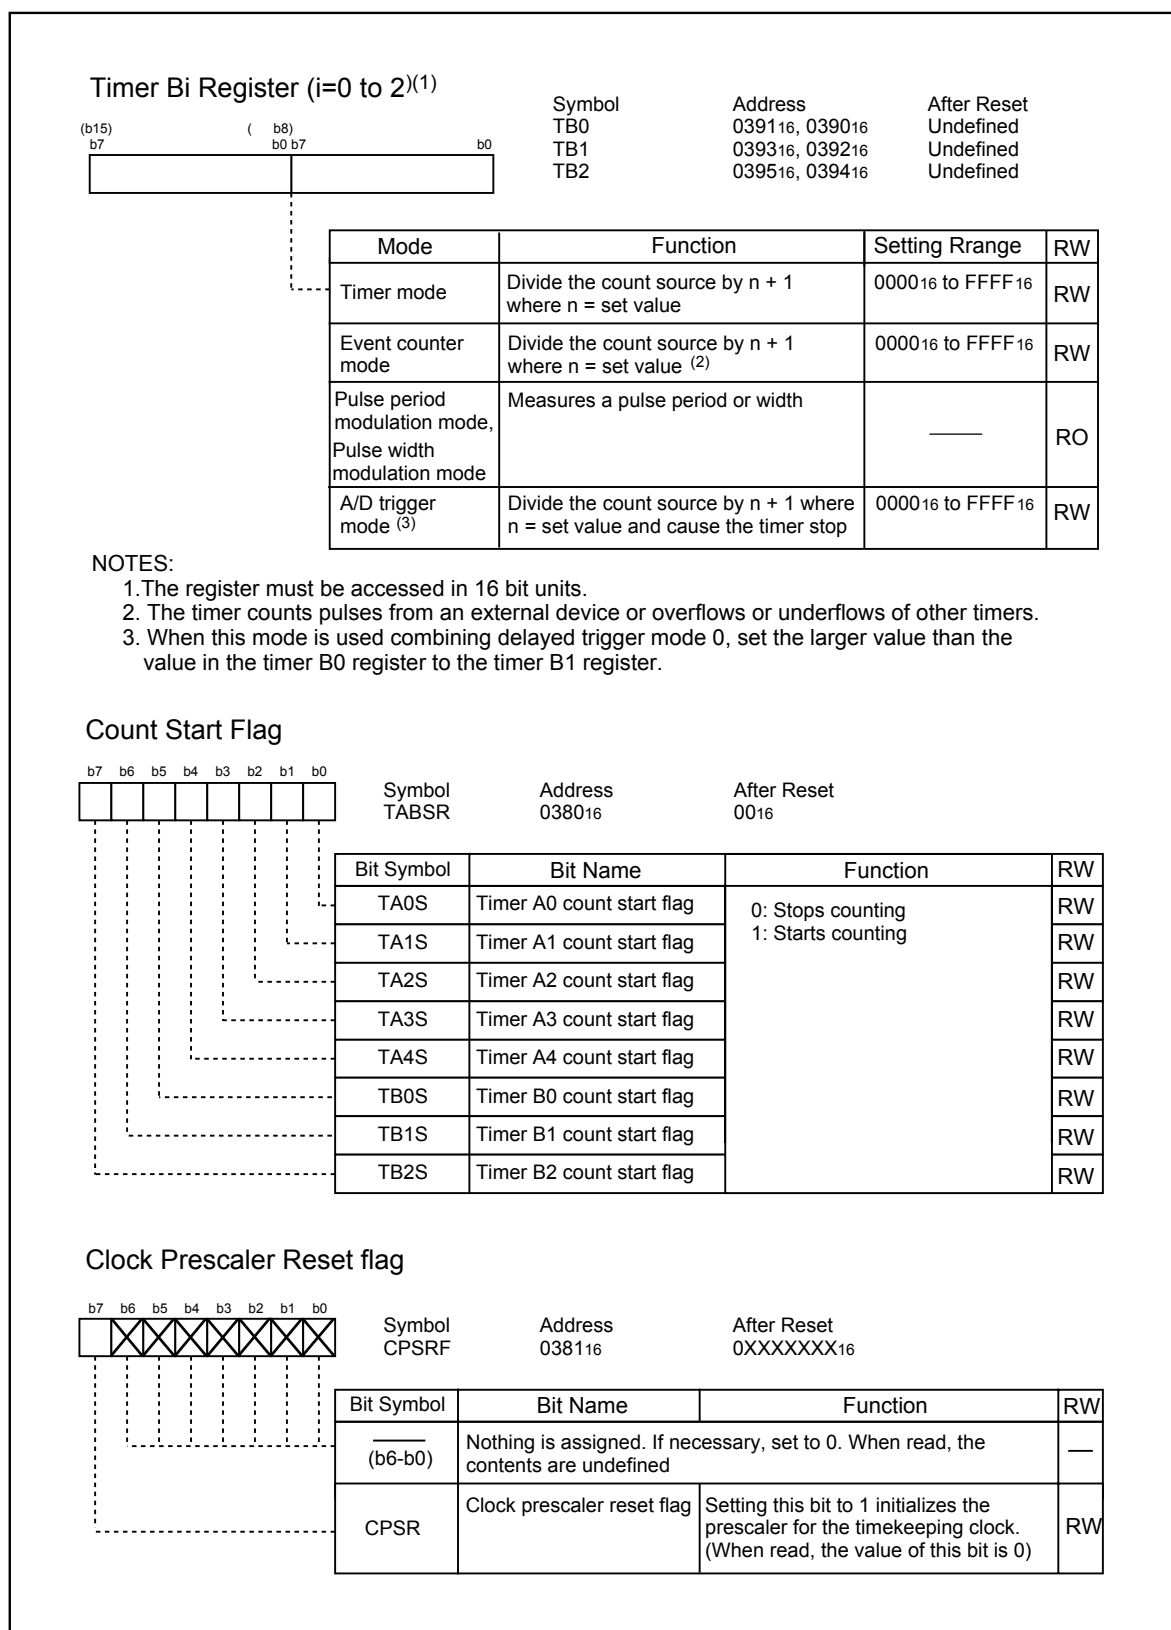 Timer Bi Register (i=0 to 2)(1)
Symbol Address After Reset
TB0 039116, 039016 Undefined
TB1 039316, 039216 Undefined
TB2 039516, 039416 Undefined
(b15) ( b8)
b7 b0 b7 b0
Mode Function Setting Rrange RW
Timer mode Divide the count source by n + 1 where n = set value 000016 to FFFF16 RW
Event counter mode Divide the count source by n + 1 where n = set value (2) 000016 to FFFF16 RW
Pulse period modulation mode, Pulse width modulation mode Measures a pulse period or width —— RO
A/D trigger mode (3) Divide the count source by n + 1 where n = set value and cause the timer stop 000016 to FFFF16 RW
NOTES:
1.The register must be accessed in 16 bit units.
2. The timer counts pulses from an external device or overflows or underflows of other timers.
3. When this mode is used combining delayed trigger mode 0, set the larger value than the
value in the timer B0 register to the timer B1 register.
Count Start Flag
b7 b6 b5 b4 b3 b2 b1 b0
Symbol Address After Reset
TABSR 038016 0016
Bit Symbol Bit Name Function RW
TA0S Timer A0 count start flag 0: Stops counting RW
1: Starts counting
TA1S Timer A1 count start flag RW
TA2S Timer A2 count start flag RW
TA3S Timer A3 count start flag RW
TA4S Timer A4 count start flag RW
TB0S Timer B0 count start flag RW
TB1S Timer B1 count start flag RW
TB2S Timer B2 count start flag RW
Clock Prescaler Reset flag
b7 b6 b5 b4 b3 b2 b1 b0
Symbol Address After Reset
CPSRF 038116 0XXXXXXX16
Bit Symbol Bit Name Function RW
—— (b6-b0) Nothing is assigned. If necessary, set to 0. When read, the contents are undefined —
CPSR Clock prescaler reset flag Setting this bit to 1 initializes the prescaler for the timekeeping clock. (When read, the value of this bit is 0) RW